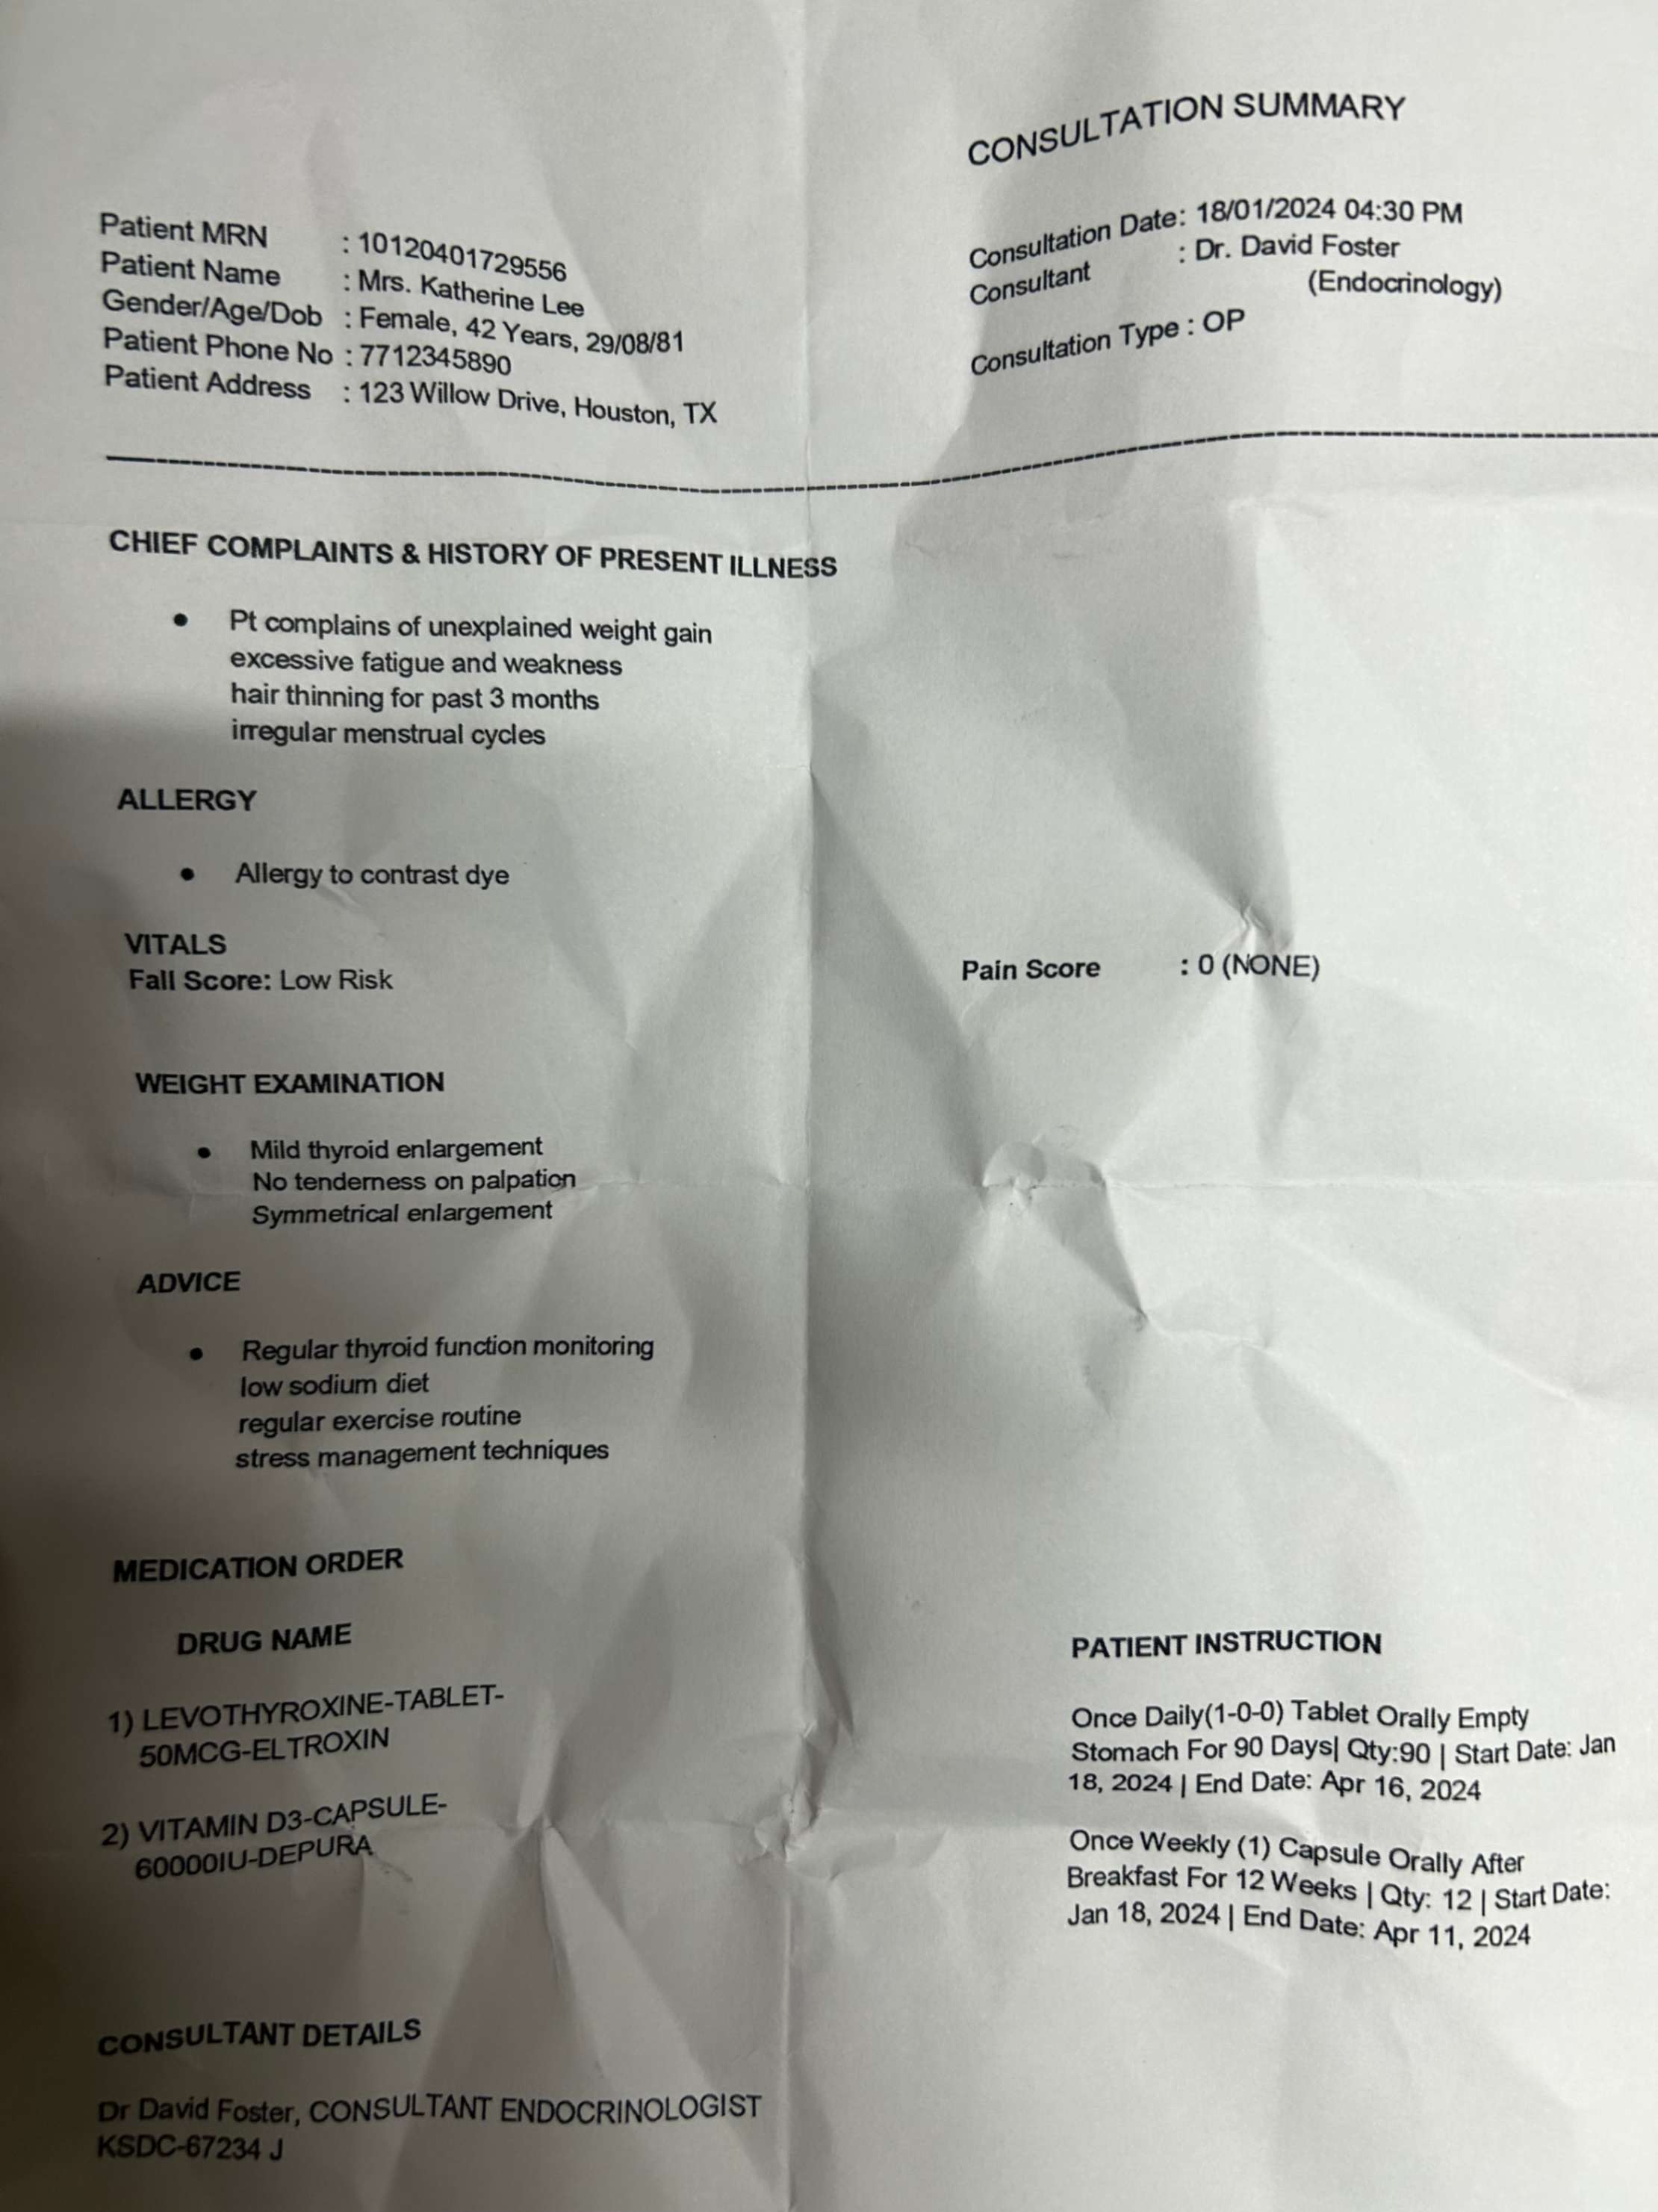 CONSULTATION SUMMARY
Patient MRN : 10120401729556
Patient Name : Mrs. Katherine Lee
Gender/Age/Dob : Female, 42 Years, 29/08/81
Patient Phone No : 7712345890
Patient Address : 123 Willow Drive, Houston, TX
Consultation Date: 18/01/2024 04:30 PM
Consultant : Dr. David Foster
(Endocrinology)
Consultation Type : OP
CHIEF COMPLAINTS & HISTORY OF PRESENT ILLNESS
• Pt complains of unexplained weight gain
excessive fatigue and weakness
hair thinning for past 3 months
irregular menstrual cycles
ALLERGY
• Allergy to contrast dye
VITALS
Fall Score: Low Risk
Pain Score : 0 (NONE)
WEIGHT EXAMINATION
• Mild thyroid enlargement
No tenderness on palpation
Symmetrical enlargement
ADVICE
• Regular thyroid function monitoring
low sodium diet
regular exercise routine
stress management techniques
MEDICATION ORDER
DRUG NAME
PATIENT INSTRUCTION
1) LEVOTHYROXINE-TABLET-
50MCG-ELTROXIN
Once Daily(1-0-0) Tablet Orally Empty
Stomach For 90 Days| Qty:90 | Start Date: Jan
18, 2024 | End Date: Apr 16, 2024
2) VITAMIN D3-CAPSULE-
60000IU-DEPURA
Once Weekly (1) Capsule Orally After
Breakfast For 12 Weeks | Qty: 12 | Start Date:
Jan 18, 2024 | End Date: Apr 11, 2024
CONSULTANT DETAILS
Dr David Foster, CONSULTANT ENDOCRINOLOGIST
KSDC-67234 J